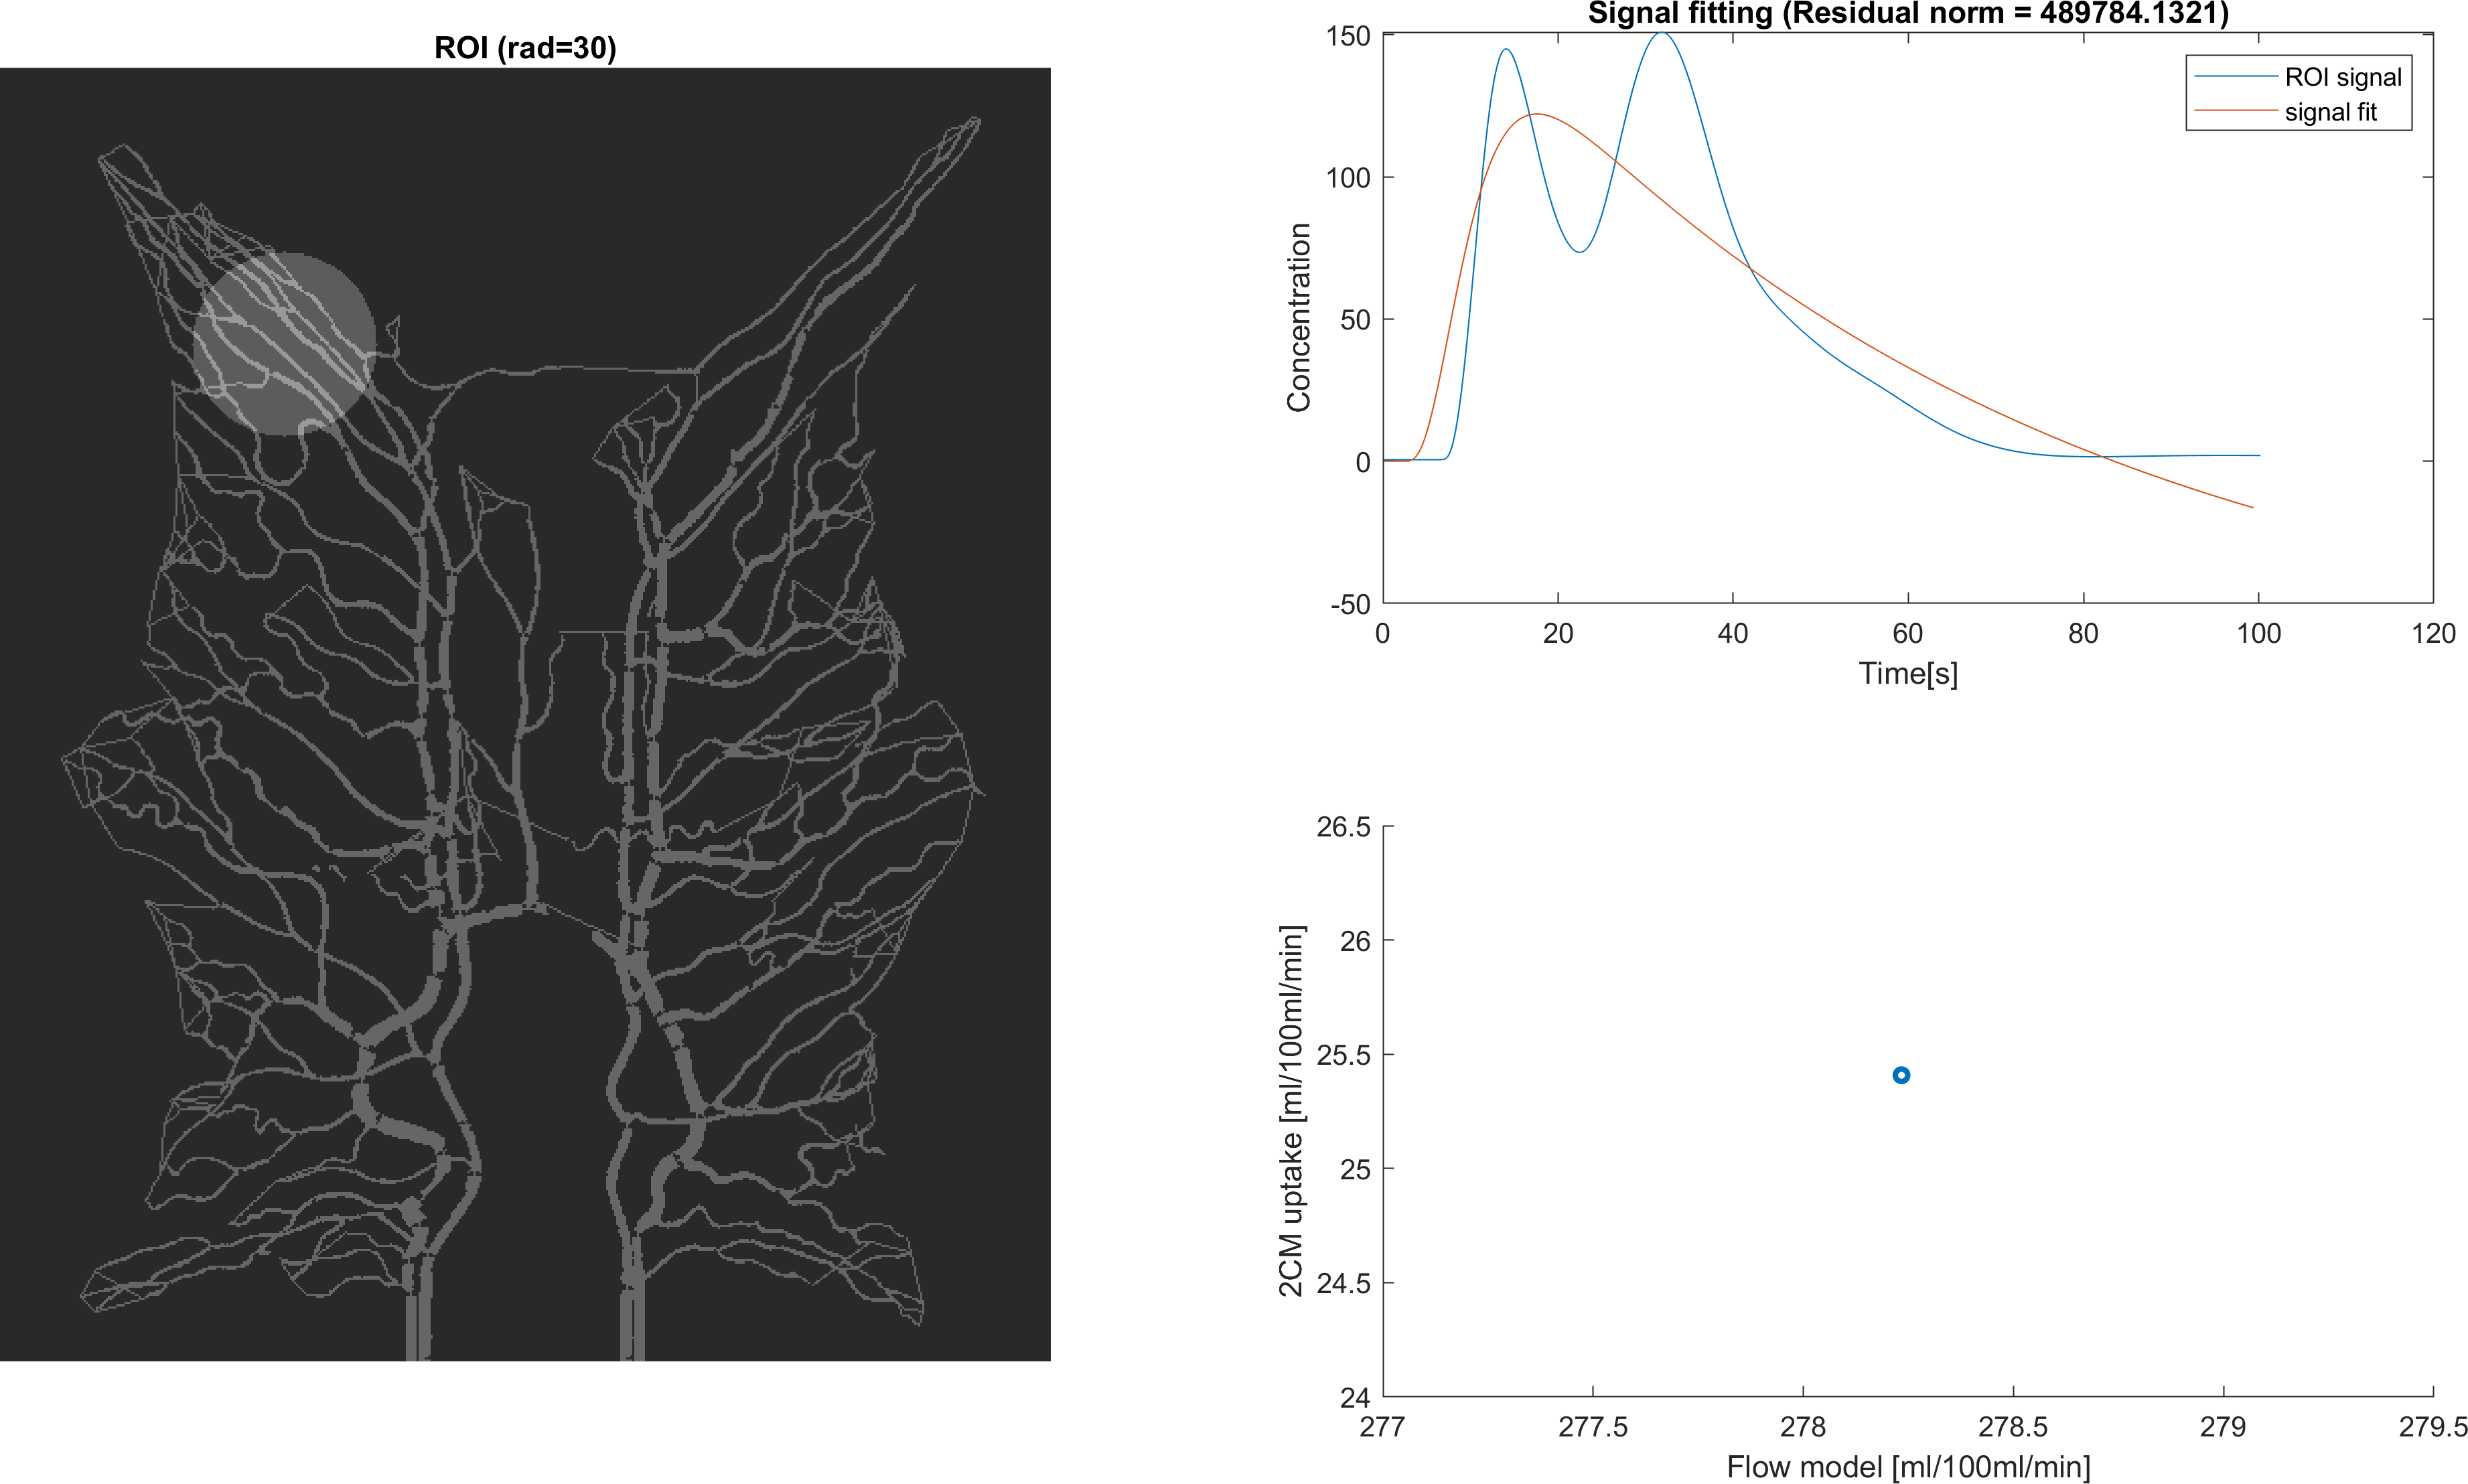 ROI (rad=30)
Signal fitting (Residual norm = 489784.1321)
150
100
50
0
-50
Concentration
ROI signal
signal fit
0 20 40 60 80 100 120
Time[s]
26.5
26
25.5
25
24.5
24
2CM uptake [ml/100ml/min]
277 277.5 278 278.5 279 279.5
Flow model [ml/100ml/min]